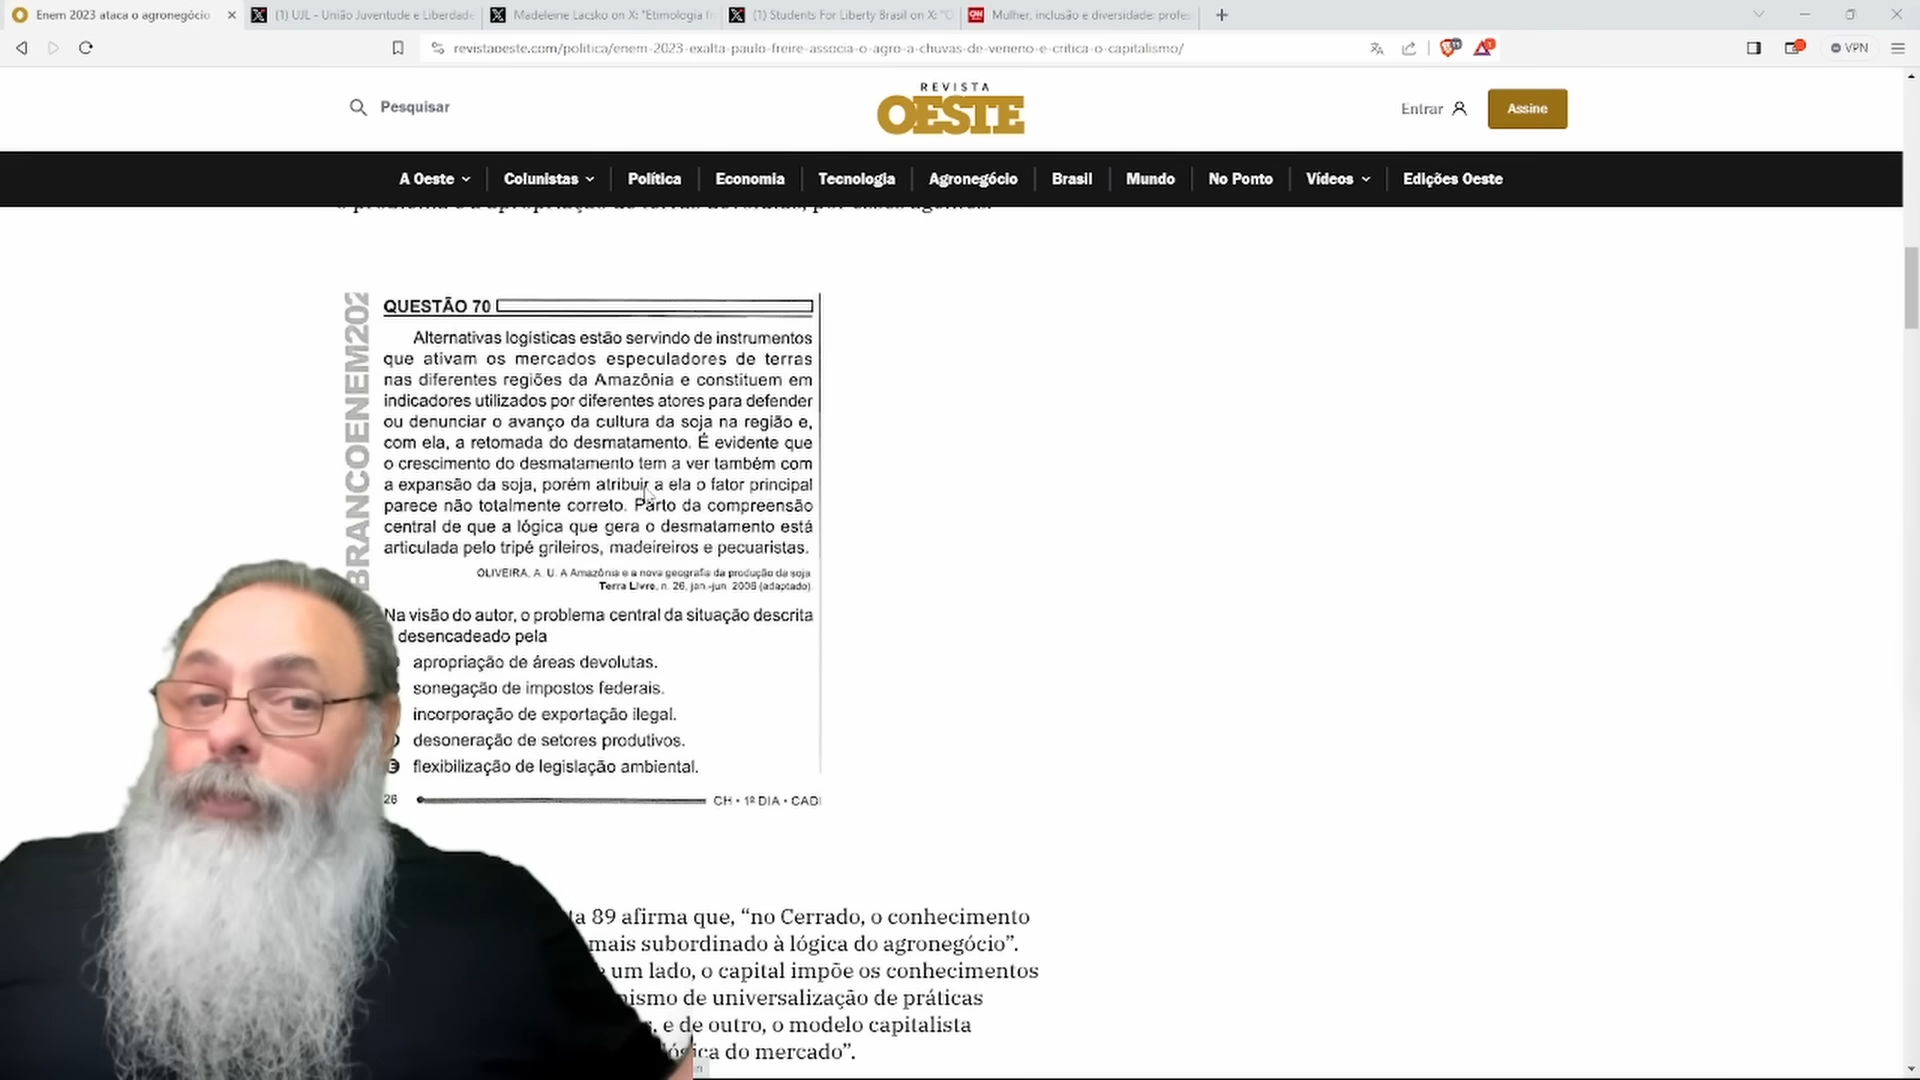 Enem 2023 ataca o agronegócio
(1) UJL - União Juventude e Liberdade
Madeleine Lacsko on X: "Etimologia
(1) Students For Liberty Brasil on X:
Mulher, inclusão e diversidade: profes
revistaoeste.com/politica/enem-2023-exalta-paulo-freire-associa-o-agro-a-chuvas-de-veneno-e-critica-o-capitalismo/
VPN
Pesquisar
REVISTA
OESTE
Entrar
Assine
A Oeste
Colunistas
Política
Economia
Tecnologia
Agronegócio
Brasil
Mundo
No Ponto
Vídeos
Edições Oeste
BRANCOENEM202
QUESTÃO 70
Alternativas logísticas estão servindo de instrumentos
que ativam os mercados especuladores de terras
nas diferentes regiões da Amazônia e constituem em
indicadores utilizados por diferentes atores para defender
ou denunciar o avanço da cultura da soja na região e,
com ela, a retomada do desmatamento. É evidente que
o crescimento do desmatamento tem a ver também com
a expansão da soja, porém atribuir a ela o fator principal
parece não totalmente correto. Parto da compreensão
central de que a lógica que gera o desmatamento está
articulada pelo tripé grileiros, madeireiros e pecuaristas.
OLIVEIRA, A. U. A Amazônia e a nova geografia da produção da soja.
Terra Livre, n. 26, jan.-jun. 2006 (adaptado).
Na visão do autor, o problema central da situação descrita
desencadeado pela
apropriação de áreas devolutas.
sonegação de impostos federais.
incorporação de exportação ilegal.
desoneração de setores produtivos.
E flexibilização de legislação ambiental.
26
CH • 1º DIA • CAD
89 afirma que, “no Cerrado, o conhecimento
mais subordinado à lógica do agronegócio”.
um lado, o capital impõe os conhecimentos
de universalização de práticas
e de outro, o modelo capitalista
lógica do mercado”.